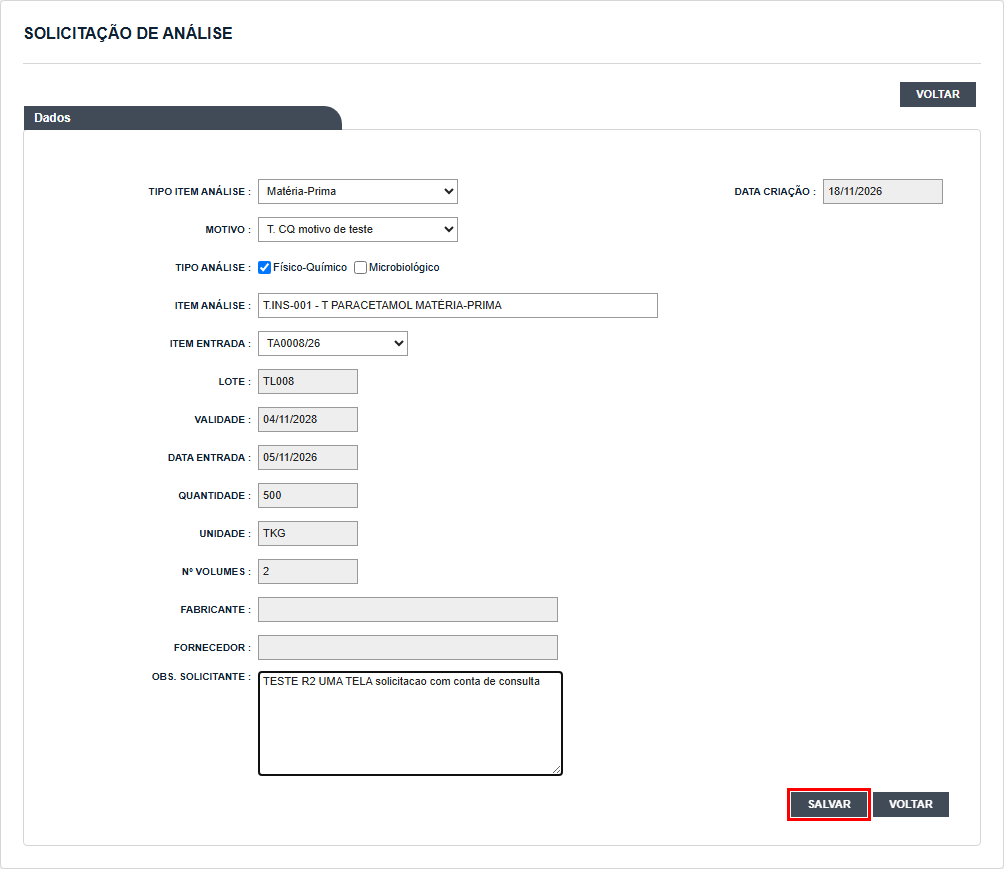 SOLICITAÇÃO DE ANÁLISE
VOLTAR
Dados
TIPO ITEM ANÁLISE : Matéria-Prima DATA CRIAÇÃO : 18/11/2026
MOTIVO : T. CQ motivo de teste
TIPO ANÁLISE : Físico-Químico Microbiológico
ITEM ANÁLISE : T.INS-001 - T PARACETAMOL MATÉRIA-PRIMA
ITEM ENTRADA : TA0008/26
LOTE : TL008
VALIDADE : 04/11/2028
DATA ENTRADA : 05/11/2026
QUANTIDADE : 500
UNIDADE : TKG
Nº VOLUMES : 2
FABRICANTE :
FORNECEDOR :
OBS. SOLICITANTE : TESTE R2 UMA TELA solicitacao com conta de consulta
SALVAR VOLTAR